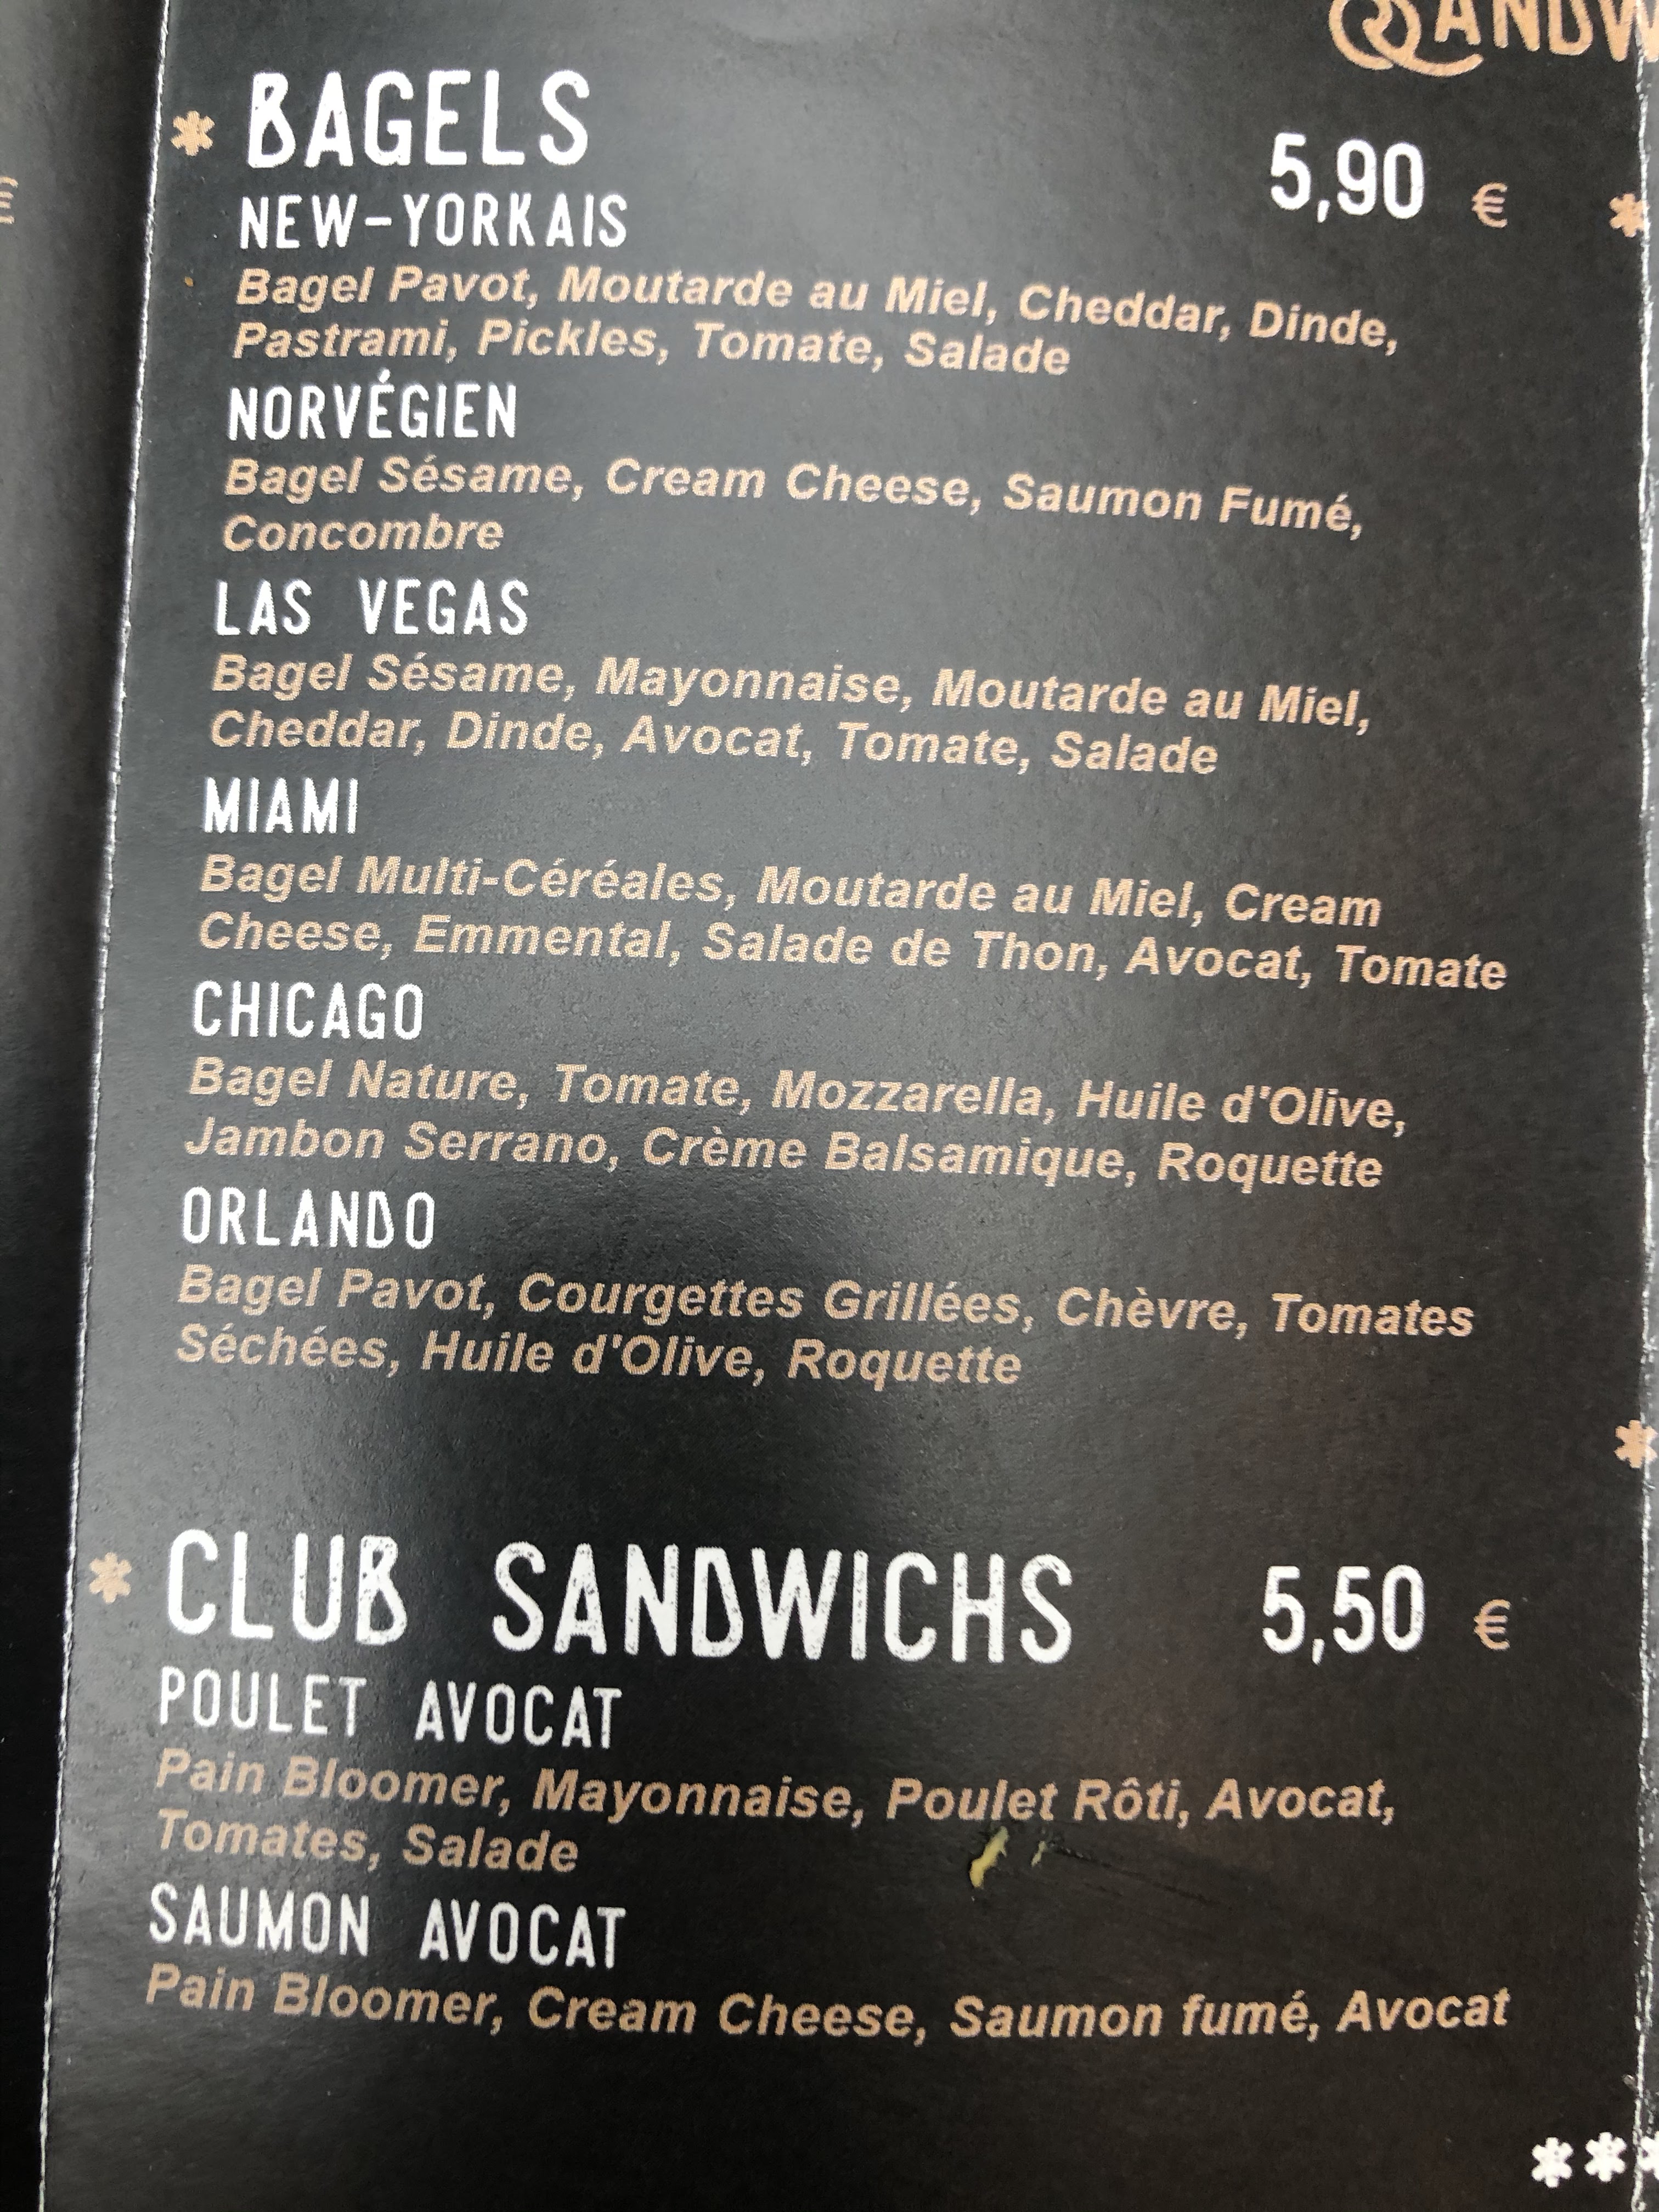 BAGELS 5,90 €
NEW-YORKAIS
Bagel Pavot, Moutarde au Miel, Cheddar, Dinde,
Pastrami, Pickles, Tomate, Salade
NORVÉGIEN
Bagel Sésame, Cream Cheese, Saumon Fumé,
Concombre
LAS VEGAS
Bagel Sésame, Mayonnaise, Moutarde au Miel,
Cheddar, Dinde, Avocat, Tomate, Salade
MIAMI
Bagel Multi-Céréales, Moutarde au Miel, Cream
Cheese, Emmental, Salade de Thon, Avocat, Tomate
CHICAGO
Bagel Nature, Tomate, Mozzarella, Huile d'Olive,
Jambon Serrano, Crème Balsamique, Roquette
ORLANDO
Bagel Pavot, Courgettes Grillées, Chèvre, Tomates
Séchées, Huile d'Olive, Roquette
CLUB SANDWICHS 5,50 €
POULET AVOCAT
Pain Bloomer, Mayonnaise, Poulet Rôti, Avocat,
Tomates, Salade
SAUMON AVOCAT
Pain Bloomer, Cream Cheese, Saumon fumé, Avocat